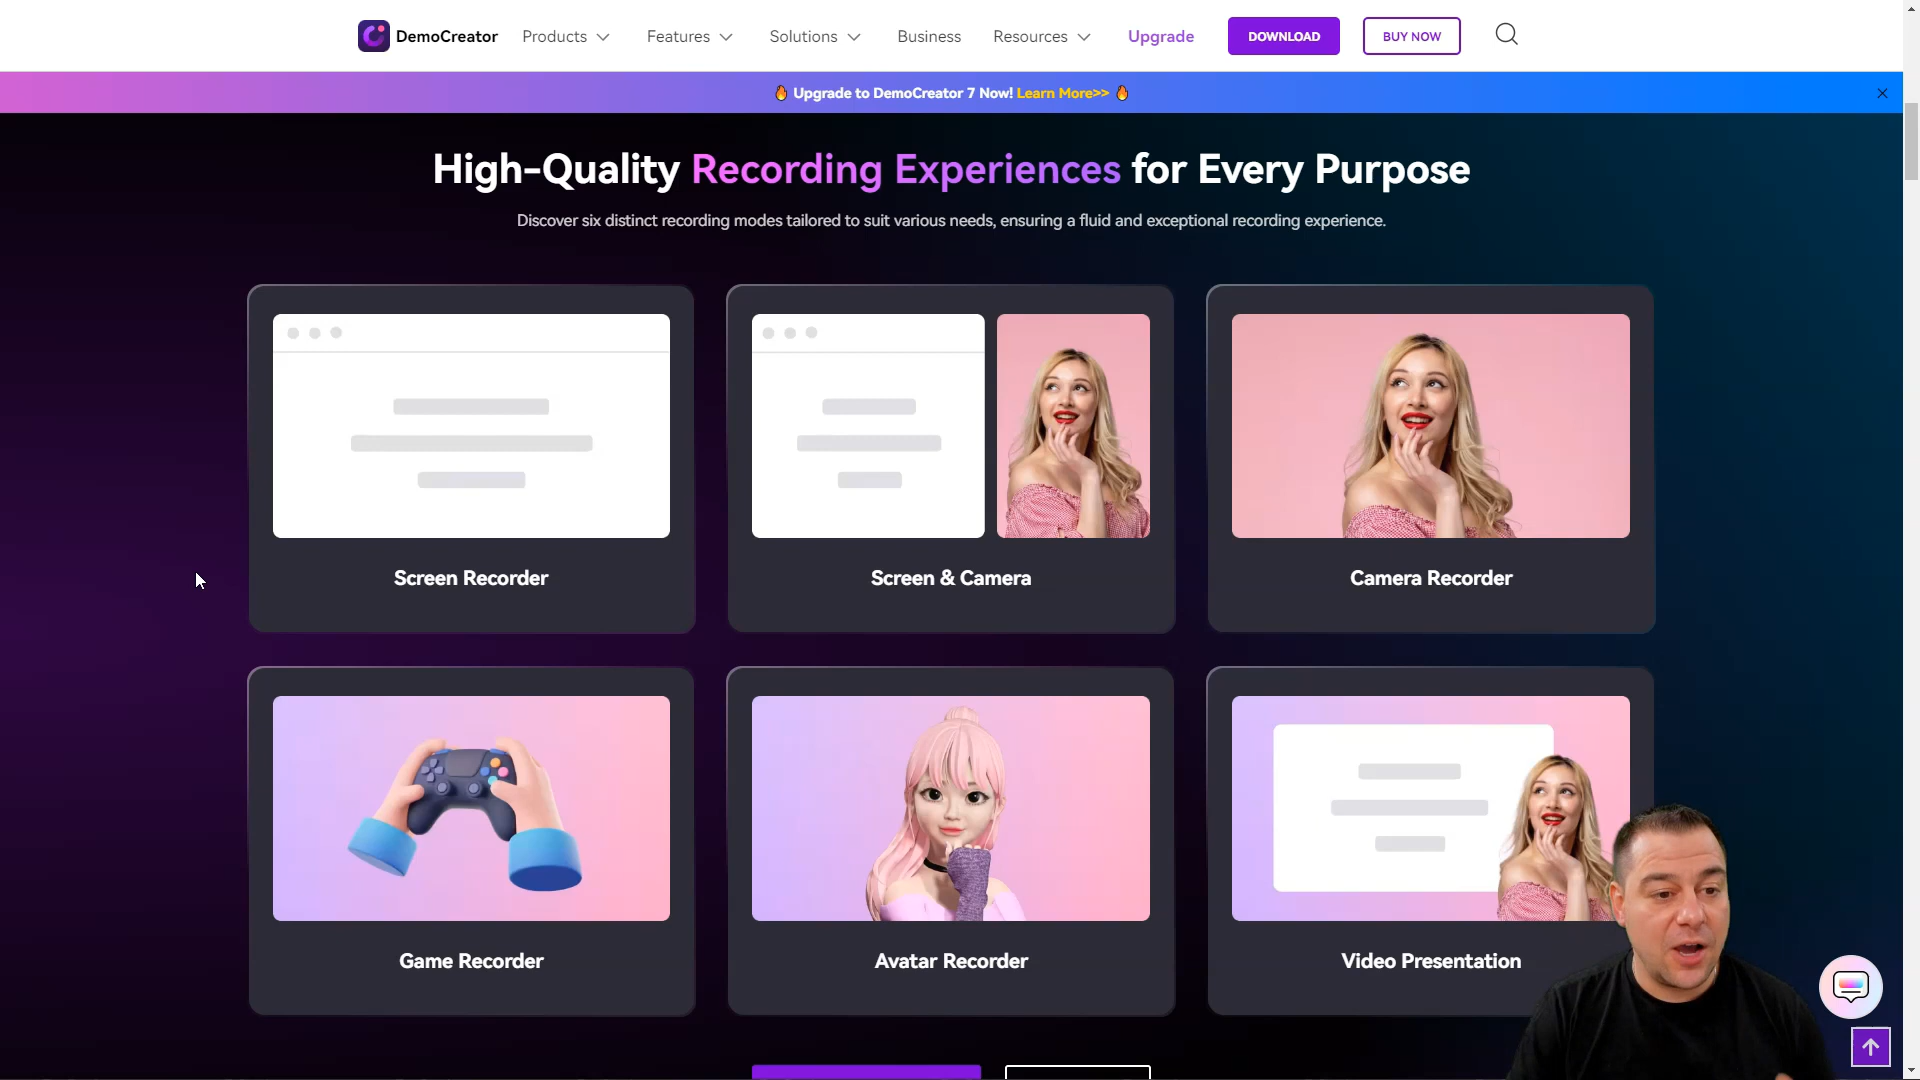 DemoCreator Products Features Solutions Business Resources Upgrade DOWNLOAD BUY NOW
Upgrade to DemoCreator 7 Now! Learn More>>
High-Quality Recording Experiences for Every Purpose
Discover six distinct recording modes tailored to suit various needs, ensuring a fluid and exceptional recording experience.
Screen Recorder
Screen & Camera
Camera Recorder
Game Recorder
Avatar Recorder
Video Presentation